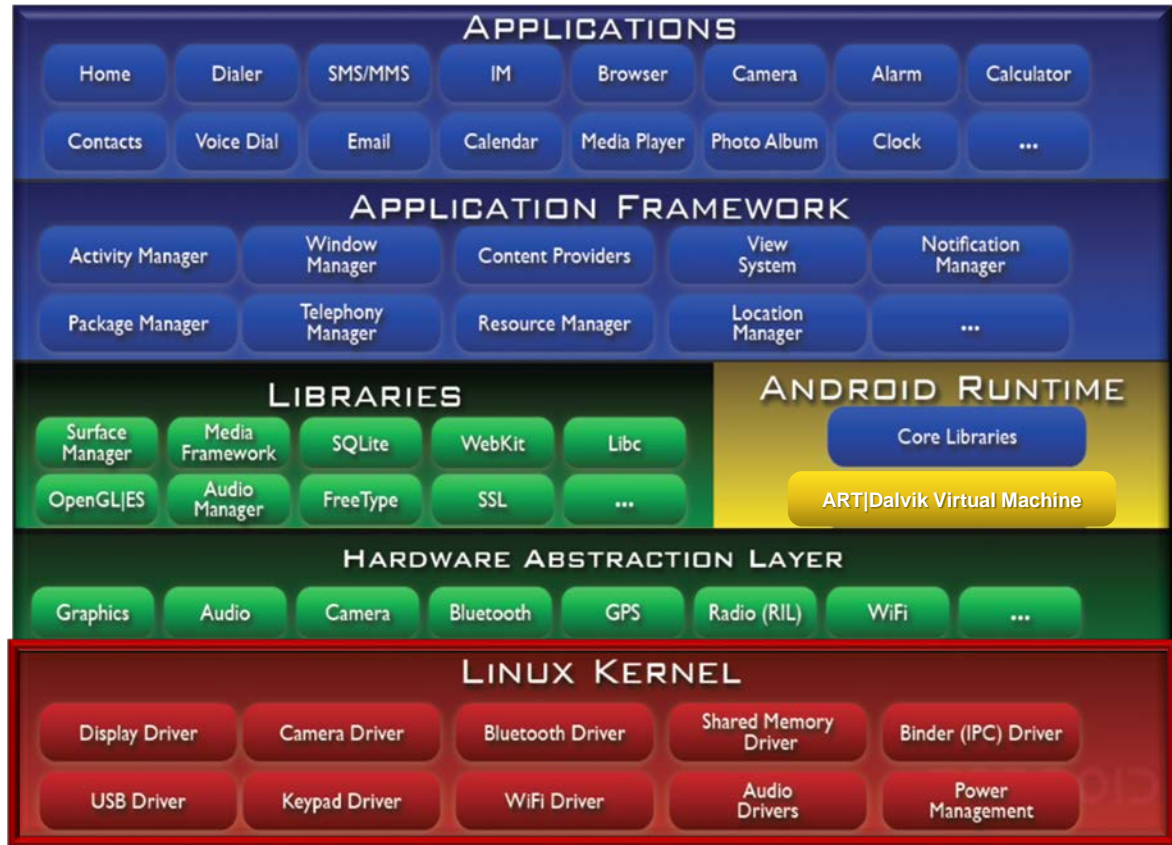 APPLICATIONS
Home Dialer SMS/MMS IM Browser Camera Alarm Calculator
Contacts Voice Dial Email Calendar Media Player Photo Album Clock ...
APPLICATION FRAMEWORK
Activity Manager
Window
Manager
Content Providers
View
System
Notification
Manager
Package Manager
Telephony
Manager
Resource Manager
Location
Manager
...
LIBRARIES
Surface
Manager
Media
Framework
SQLite
WebKit
Libc
OpenGL|ES
Audio
Manager
FreeType
SSL
...
ANDROID RUNTIME
Core Libraries
ART|Dalvik Virtual Machine
HARDWARE ABSTRACTION LAYER
Graphics Audio Camera Bluetooth GPS Radio (RIL) WiFi ...
LINUX KERNEL
Display Driver
Camera Driver
Bluetooth Driver
Shared Memory
Driver
Binder (IPC) Driver
USB Driver
Keypad Driver
WiFi Driver
Audio
Drivers
Power
Management